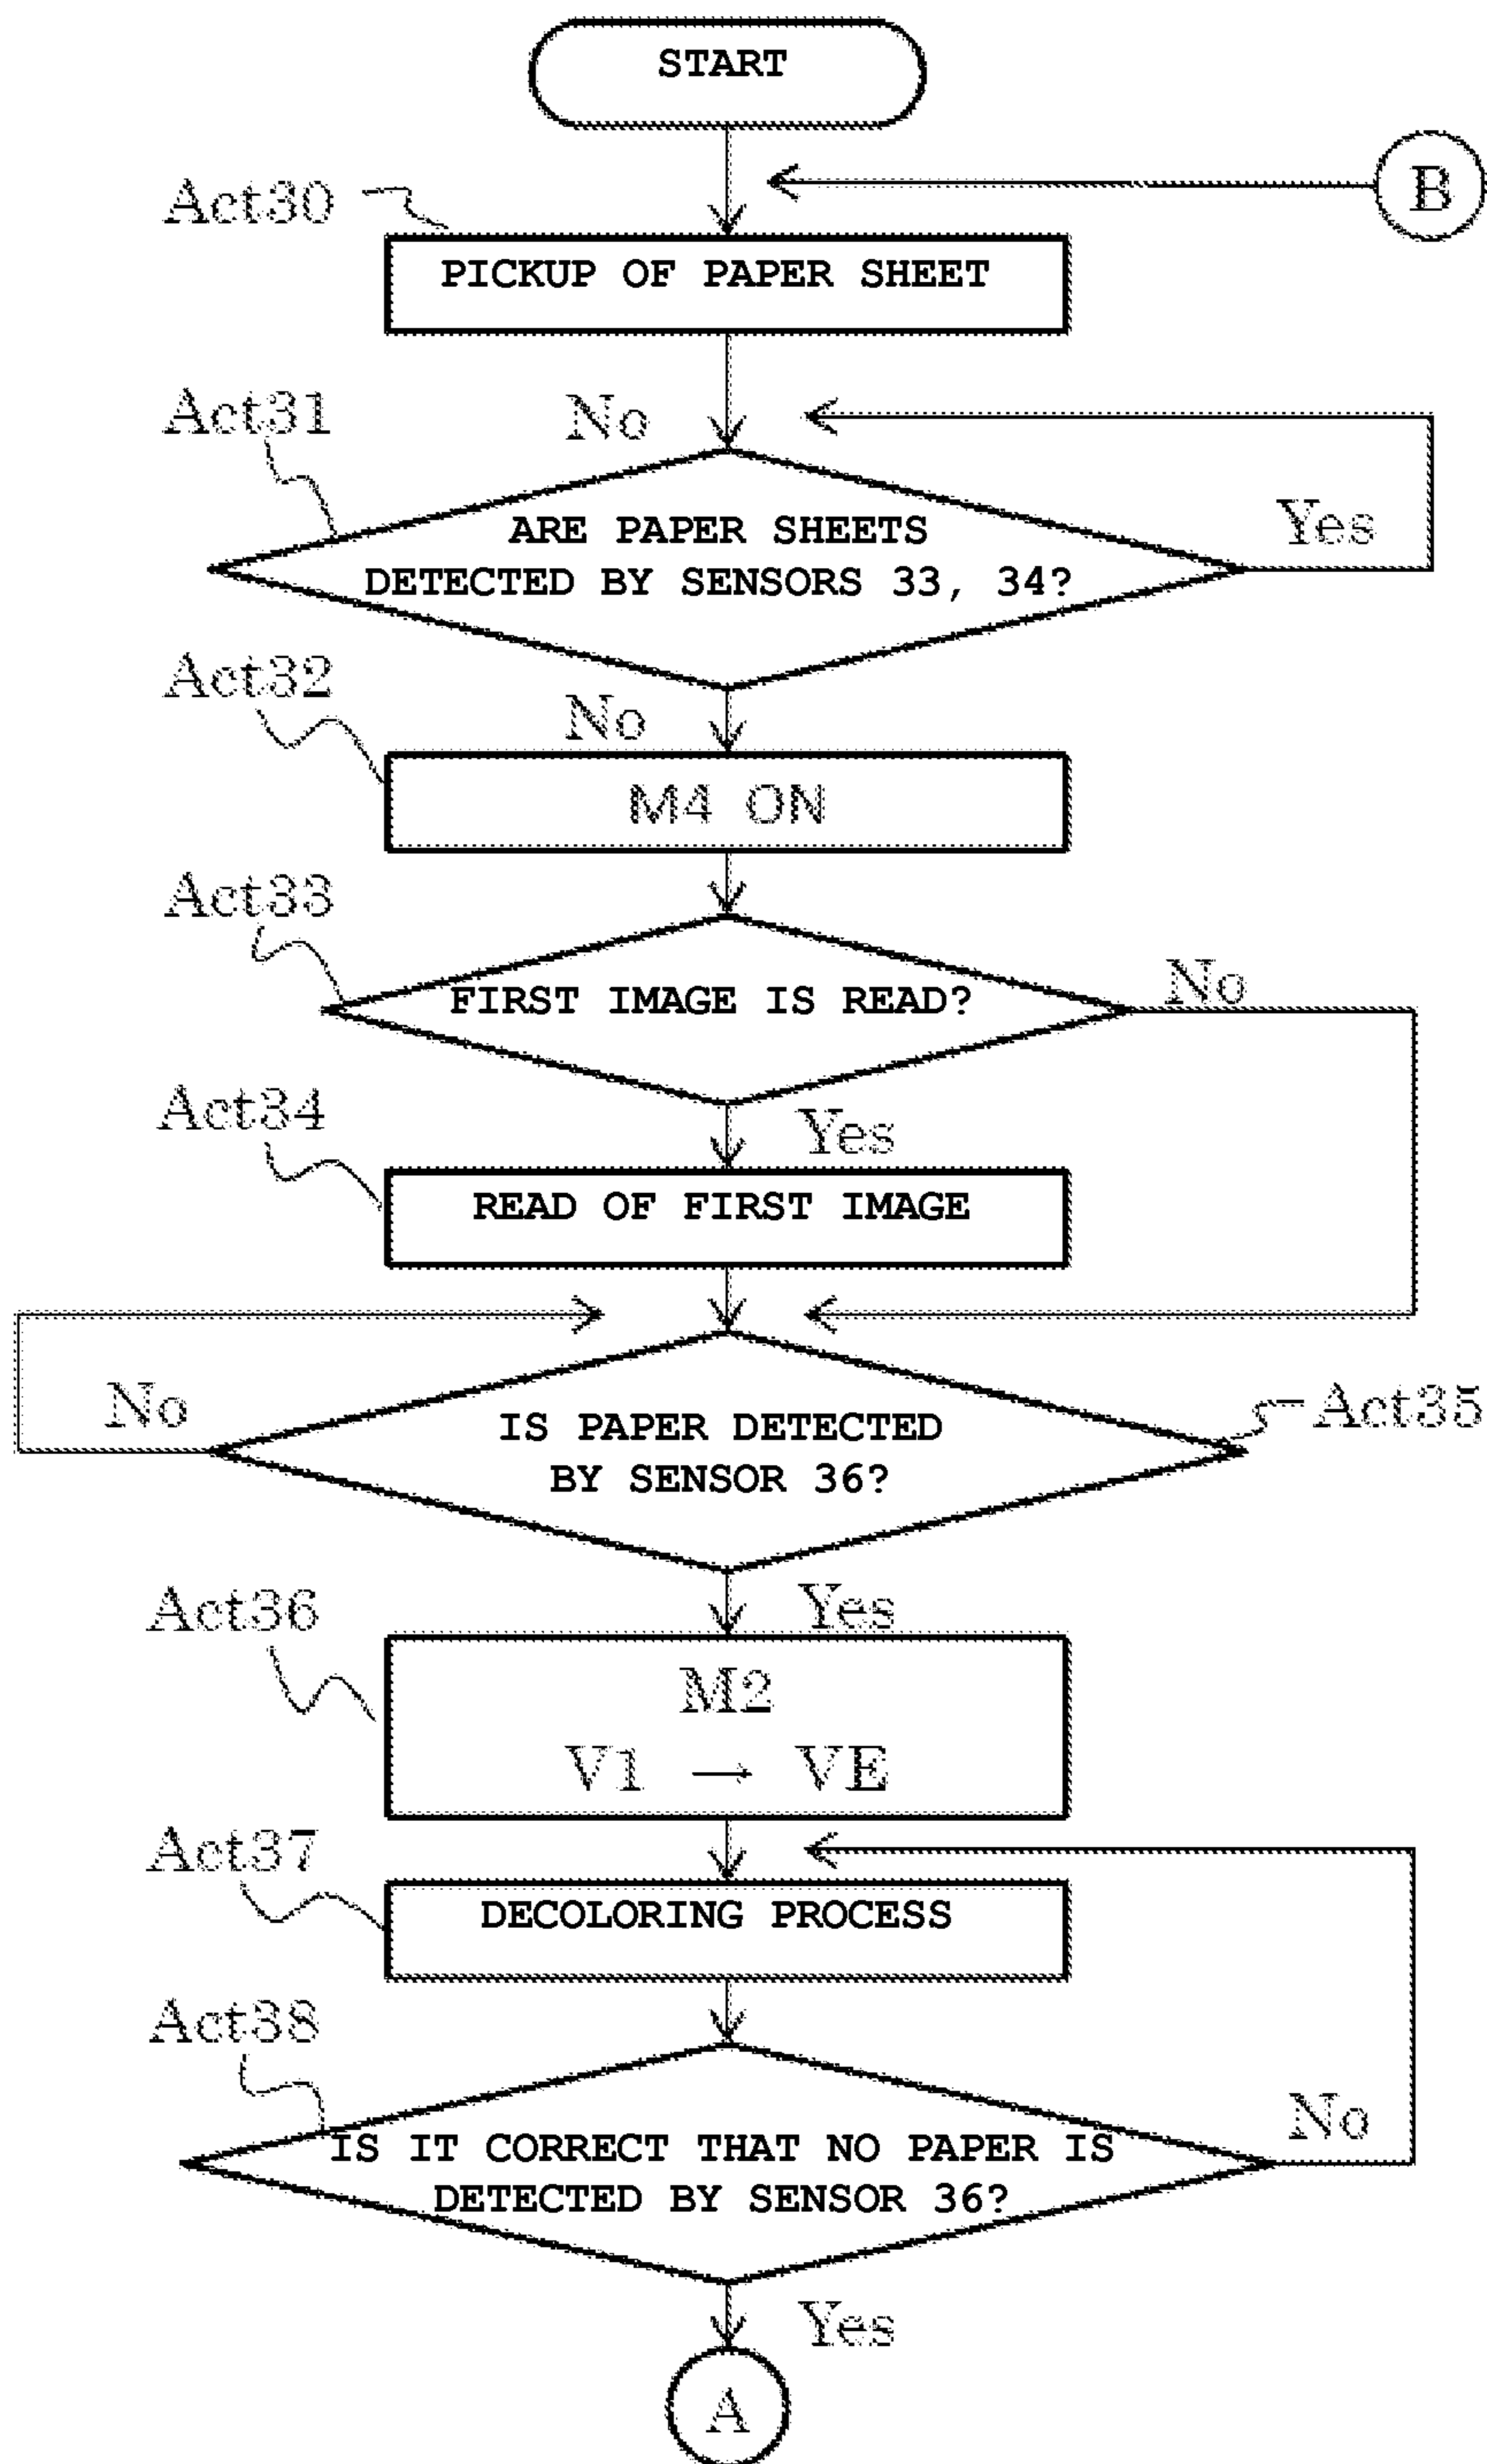 START
B
Act30
PICKUP OF PAPER SHEET
Act31
No
Yes
ARE PAPER SHEETS
DETECTED BY SENSORS 33, 34?
Act32
No
M4 ON
Act33
FIRST IMAGE IS READ?
No
Act34
Yes
READ OF FIRST IMAGE
No
IS PAPER DETECTED
BY SENSOR 36?
Act35
Act36
Yes
M2
V1 → VE
Act37
DECOLORING PROCESS
Act38
No
IS IT CORRECT THAT NO PAPER IS
DETECTED BY SENSOR 36?
Yes
A